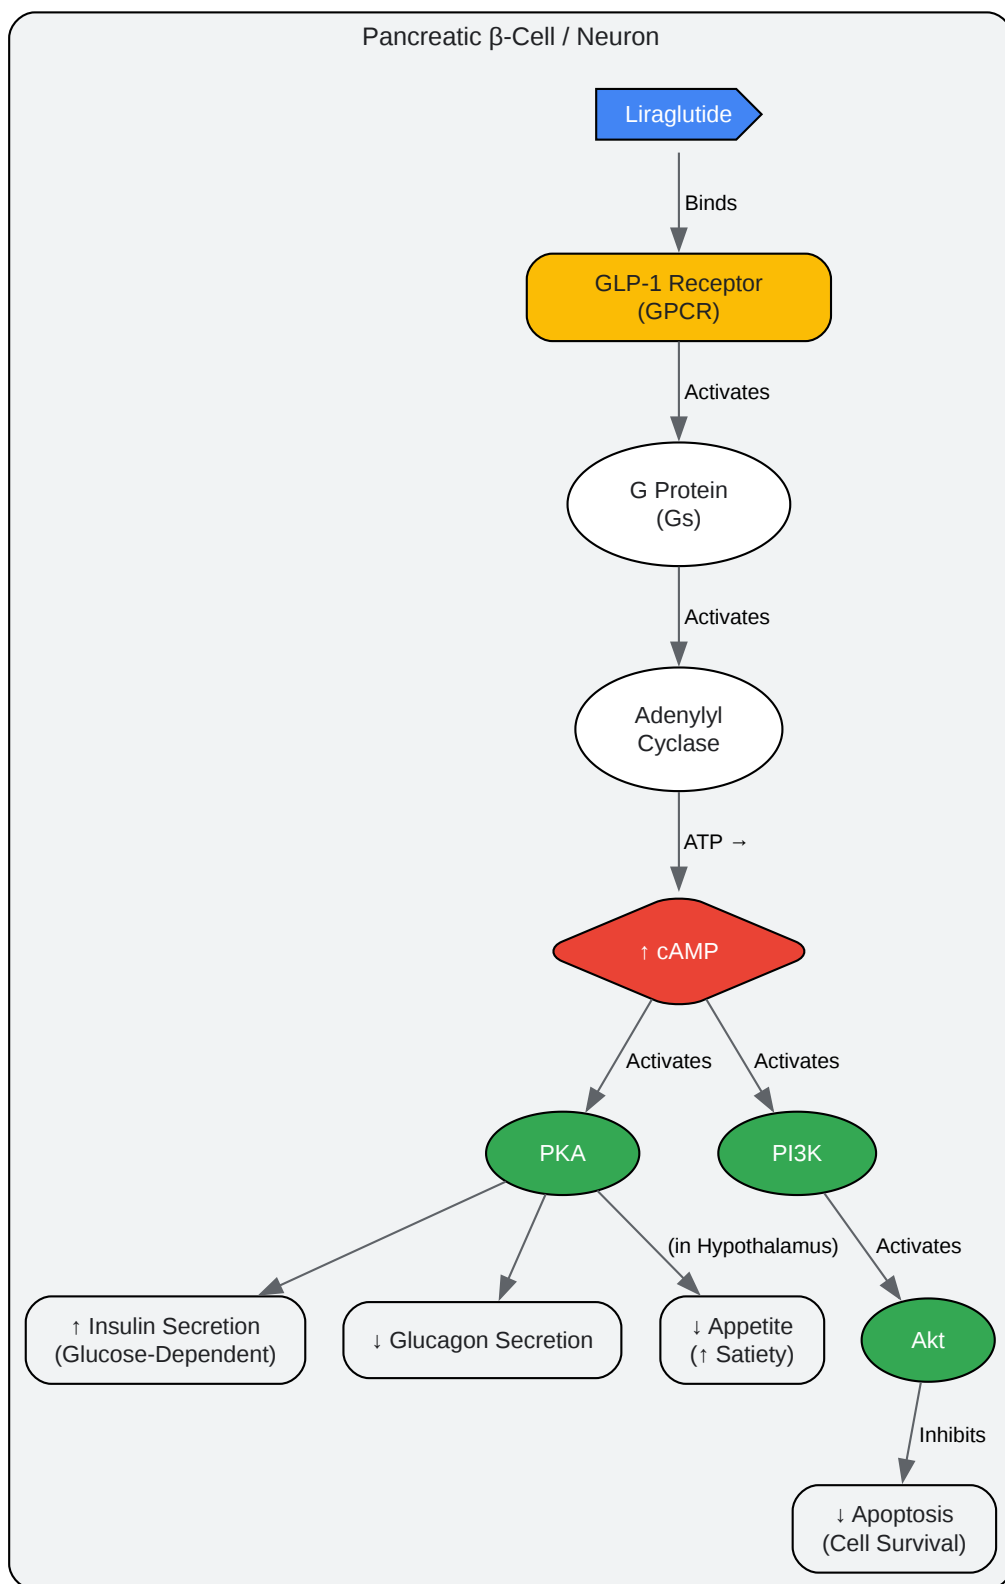 Pancreatic β-Cell / Neuron
Liraglutide
Binds
GLP-1 Receptor
(GPCR)
Activates
G Protein
(Gs)
Activates
Adenylyl
Cyclase
ATP →
↑ cAMP
Activates
Activates
PKA
PI3K
(in Hypothalamus)
Activates
↑ Insulin Secretion
(Glucose-Dependent)
↓ Glucagon Secretion
↓ Appetite
(↑ Satiety)
Akt
Inhibits
↓ Apoptosis
(Cell Survival)